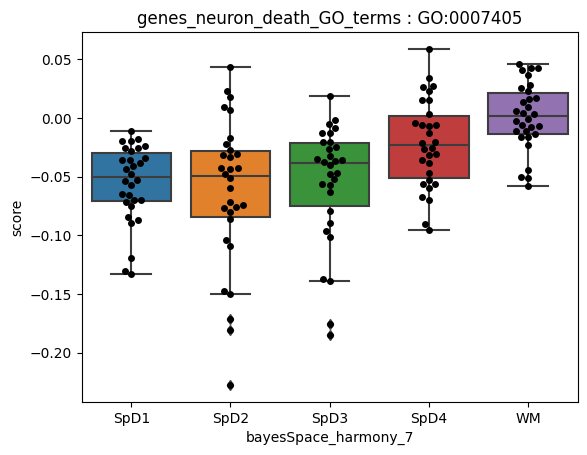 genes_neuron_death_GO_terms : GO:0007405
0.05
0.00
−0.05
−0.10
−0.15
−0.20
score
SpD1 SpD2 SpD3 SpD4 WM
bayesSpace_harmony_7